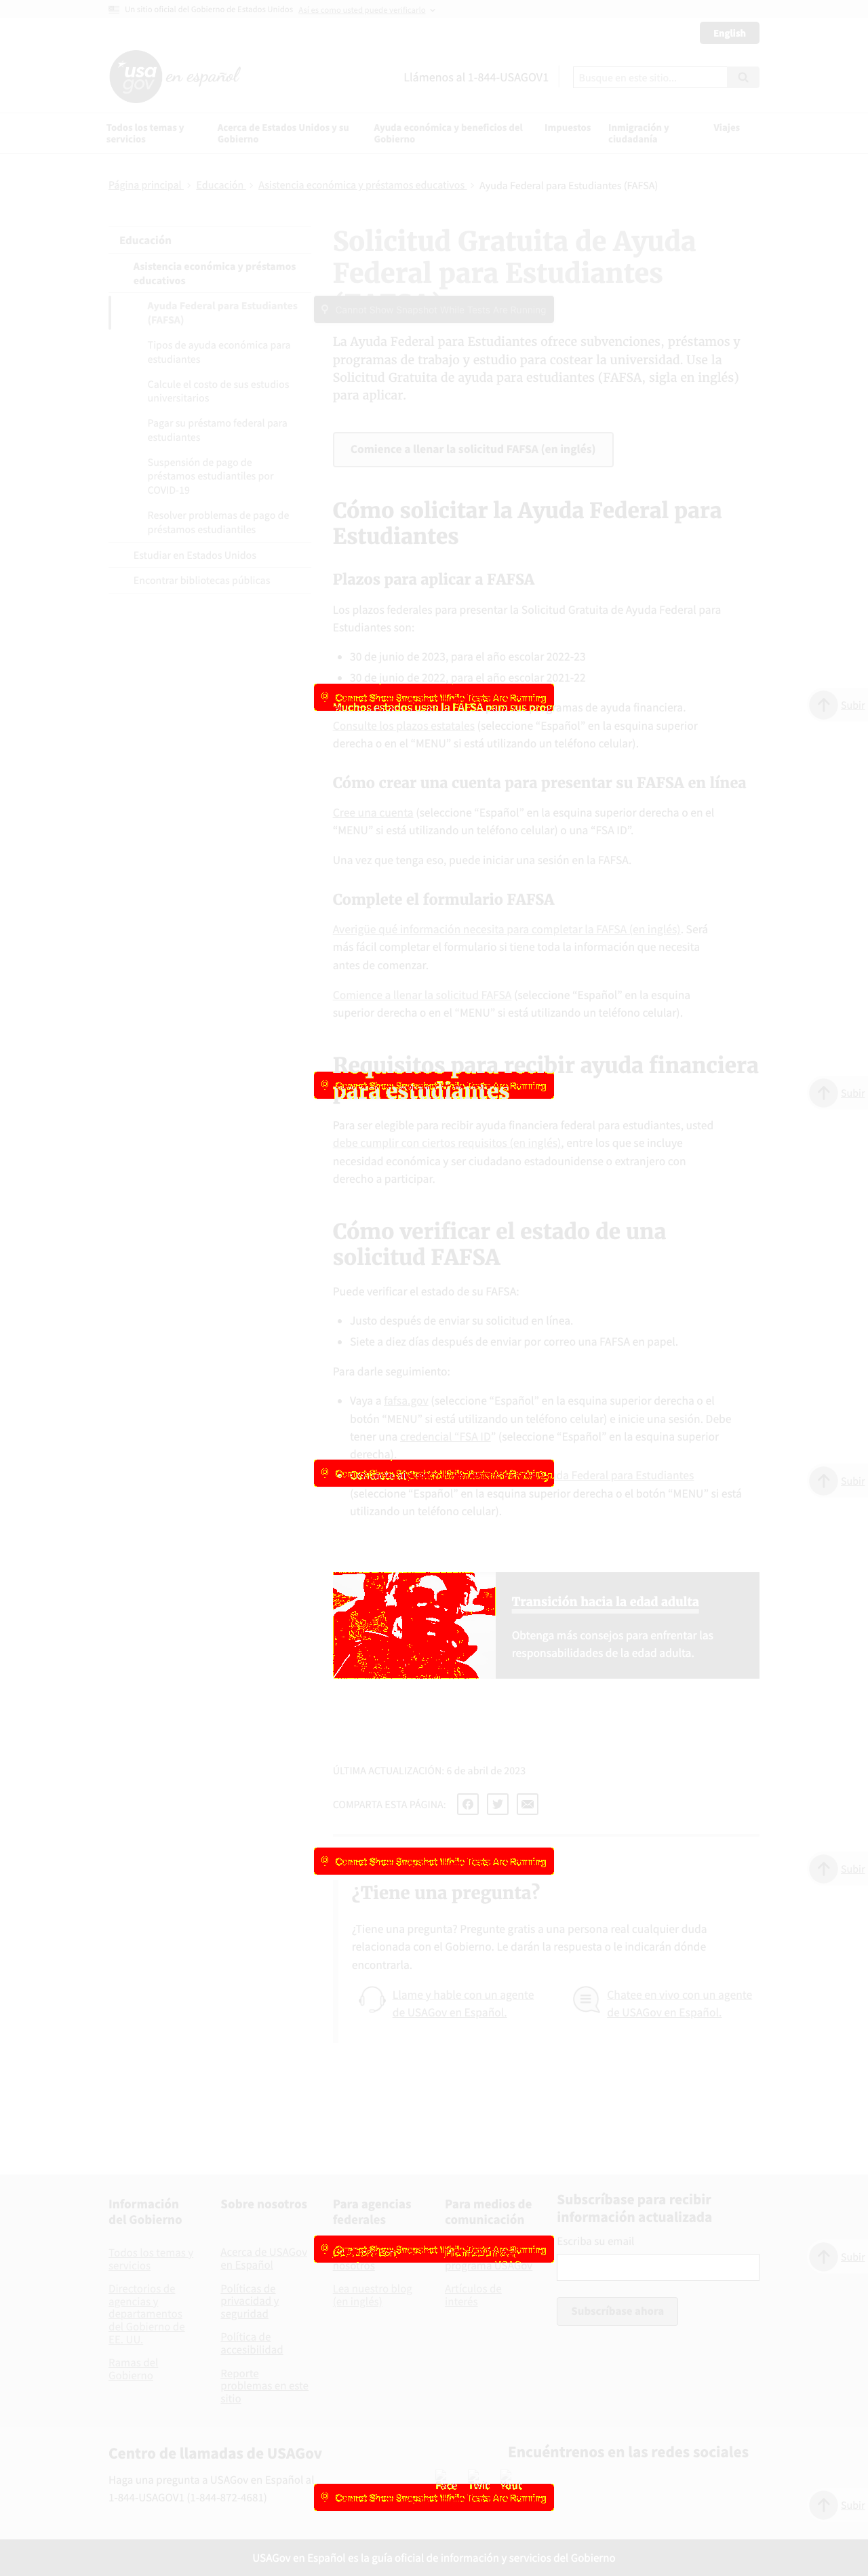 Un sitio oficial del Gobierno de Estados Unidos Así es como usted puede verificarlo
English
usa
gov
en español
Llámenos al 1-844-USAGOV1
Busque en este sitio...
Todos los temas y
servicios
Acerca de Estados Unidos y su
Gobierno
Ayuda económica y beneficios del
Gobierno
Impuestos
Inmigración y
ciudadanía
Viajes
Página principal › Educación › Asistencia económica y préstamos educativos › Ayuda Federal para Estudiantes (FAFSA)
Educación
Asistencia económica y préstamos
educativos
Ayuda Federal para Estudiantes
(FAFSA)
Tipos de ayuda económica para
estudiantes
Calcule el costo de sus estudios
universitarios
Pagar su préstamo federal para
estudiantes
Suspensión de pago de
préstamos estudiantiles por
COVID-19
Resolver problemas de pago de
préstamos estudiantiles
Estudiar en Estados Unidos
Encontrar bibliotecas públicas
Solicitud Gratuita de Ayuda
Federal para Estudiantes
Cannot Show Snapshot While Tests Are Running
La Ayuda Federal para Estudiantes ofrece subvenciones, préstamos y
programas de trabajo y estudio para costear la universidad. Use la
Solicitud Gratuita de ayuda para estudiantes (FAFSA, sigla en inglés)
para aplicar.
Comience a llenar la solicitud FAFSA (en inglés)
Cómo solicitar la Ayuda Federal para
Estudiantes
Plazos para aplicar a FAFSA
Los plazos federales para presentar la Solicitud Gratuita de Ayuda Federal para
Estudiantes son:
• 30 de junio de 2023, para el año escolar 2022-23
• 30 de junio de 2022, para el año escolar 2021-22
Cannot Show Snapshot While Tests Are Running
Muchos estados usan la FAFSA para sus programas de ayuda financiera.
Consulte los plazos estatales (seleccione “Español” en la esquina superior
derecha o en el “MENU” si está utilizando un teléfono celular).
Subir
Cómo crear una cuenta para presentar su FAFSA en línea
Cree una cuenta (seleccione “Español” en la esquina superior derecha o en el
“MENU” si está utilizando un teléfono celular) o una “FSA ID”.
Una vez que tenga eso, puede iniciar una sesión en la FAFSA.
Complete el formulario FAFSA
Averigüe qué información necesita para completar la FAFSA (en inglés). Será
más fácil completar el formulario si tiene toda la información que necesita
antes de comenzar.
Comience a llenar la solicitud FAFSA (seleccione “Español” en la esquina
superior derecha o en el “MENU” si está utilizando un teléfono celular).
Requisitos para recibir ayuda financiera
Cannot Show Snapshot While Tests Are Running
para estudiantes
Subir
Para ser elegible para recibir ayuda financiera federal para estudiantes, usted
debe cumplir con ciertos requisitos (en inglés), entre los que se incluye
necesidad económica y ser ciudadano estadounidense o extranjero con
derecho a participar.
Cómo verificar el estado de una
solicitud FAFSA
Puede verificar el estado de su FAFSA:
• Justo después de enviar su solicitud en línea.
• Siete a diez días después de enviar por correo una FAFSA en papel.
Para darle seguimiento:
• Vaya a fafsa.gov (seleccione “Español” en la esquina superior derecha o el
botón “MENU” si está utilizando un teléfono celular) e inicie una sesión. Debe
tener una credencial “FSA ID” (seleccione “Español” en la esquina superior
derecha).
Cannot Show Snapshot While Tests Are Running
Federal para Estudiantes
(seleccione “Español” en la esquina superior derecha o el botón “MENU” si está
utilizando un teléfono celular).
Subir
Transición hacia la edad adulta
Obtenga más consejos para enfrentar las
responsabilidades de la edad adulta.
ÚLTIMA ACTUALIZACIÓN: 6 de abril de 2023
COMPARTA ESTA PÁGINA:
Cannot Show Snapshot While Tests Are Running
Subir
¿Tiene una pregunta?
¿Tiene una pregunta? Pregunte gratis a una persona real cualquier duda
relacionada con el Gobierno. Le darán la respuesta o le indicarán dónde
encontrarla.
Llame y hable con un agente
de USAGov en Español.
Chatee en vivo con un agente
de USAGov en Español.
Información
del Gobierno
Todos los temas y
servicios
Directorios de
agencias y
departamentos
del Gobierno de
EE. UU.
Ramas del
Gobierno
Sobre nosotros
Acerca de USAGov
en Español
Políticas de
privacidad y
seguridad
Política de
accesibilidad
Reporte
problemas en este
sitio
Para agencias
federales
Cannot Show Snapshot While Tests Are Running
nosotros
Lea nuestro blog
(en inglés)
Para medios de
comunicación
programa USAGov
Artículos de
interés
Subscríbase para recibir
información actualizada
Escriba su email
Subscríbase ahora
Subir
Centro de llamadas de USAGov
Haga una pregunta a USAGov en Español al
1-844-USAGOV1 (1-844-872-4681)
Encuéntrenos en las redes sociales
Face
Cannot Show Snapshot While Tests Are Running
Subir
USAGov en Español es la guía oficial de información y servicios del Gobierno